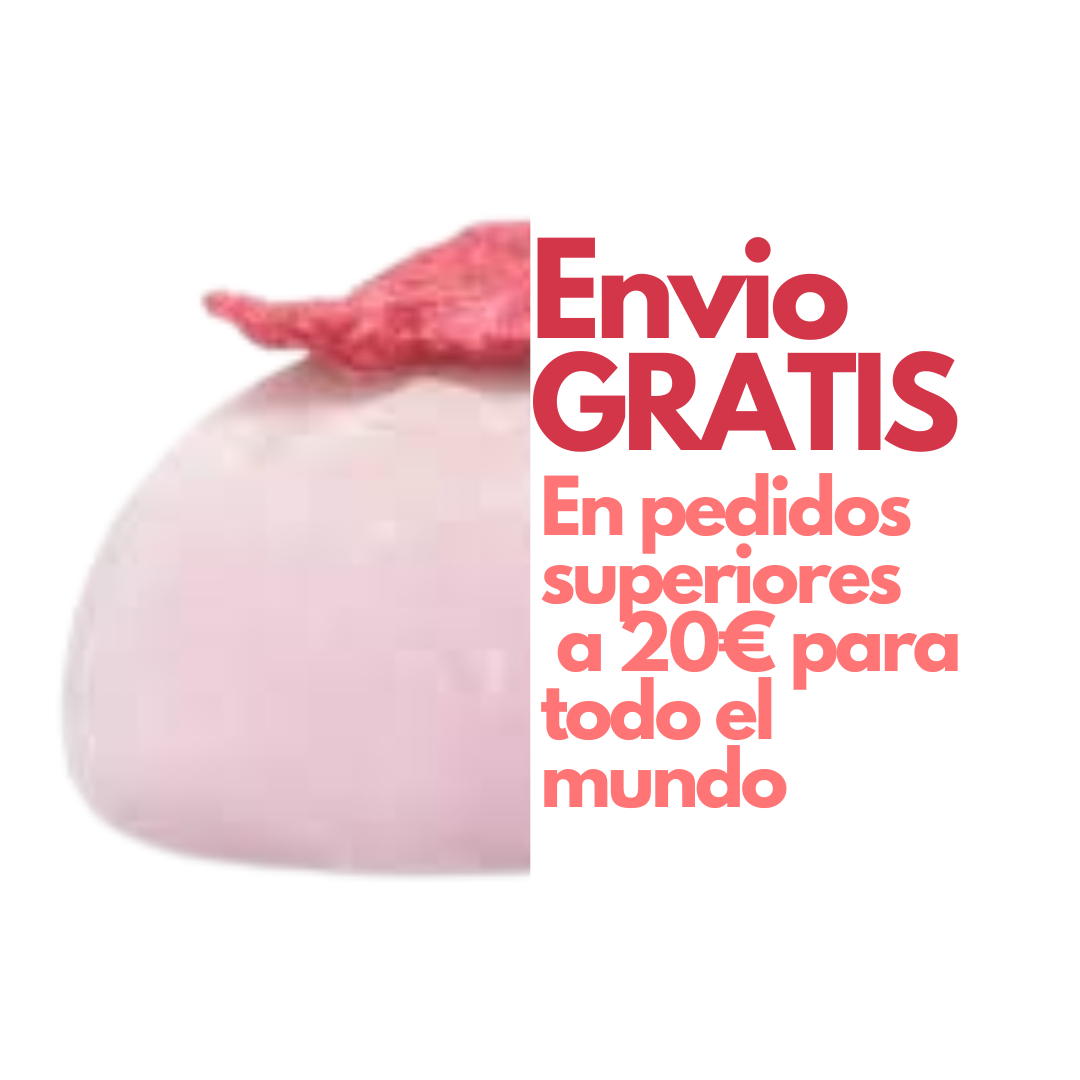 Envio
GRATIS
En pedidos
superiores
a 20€ para
todo el
mundo